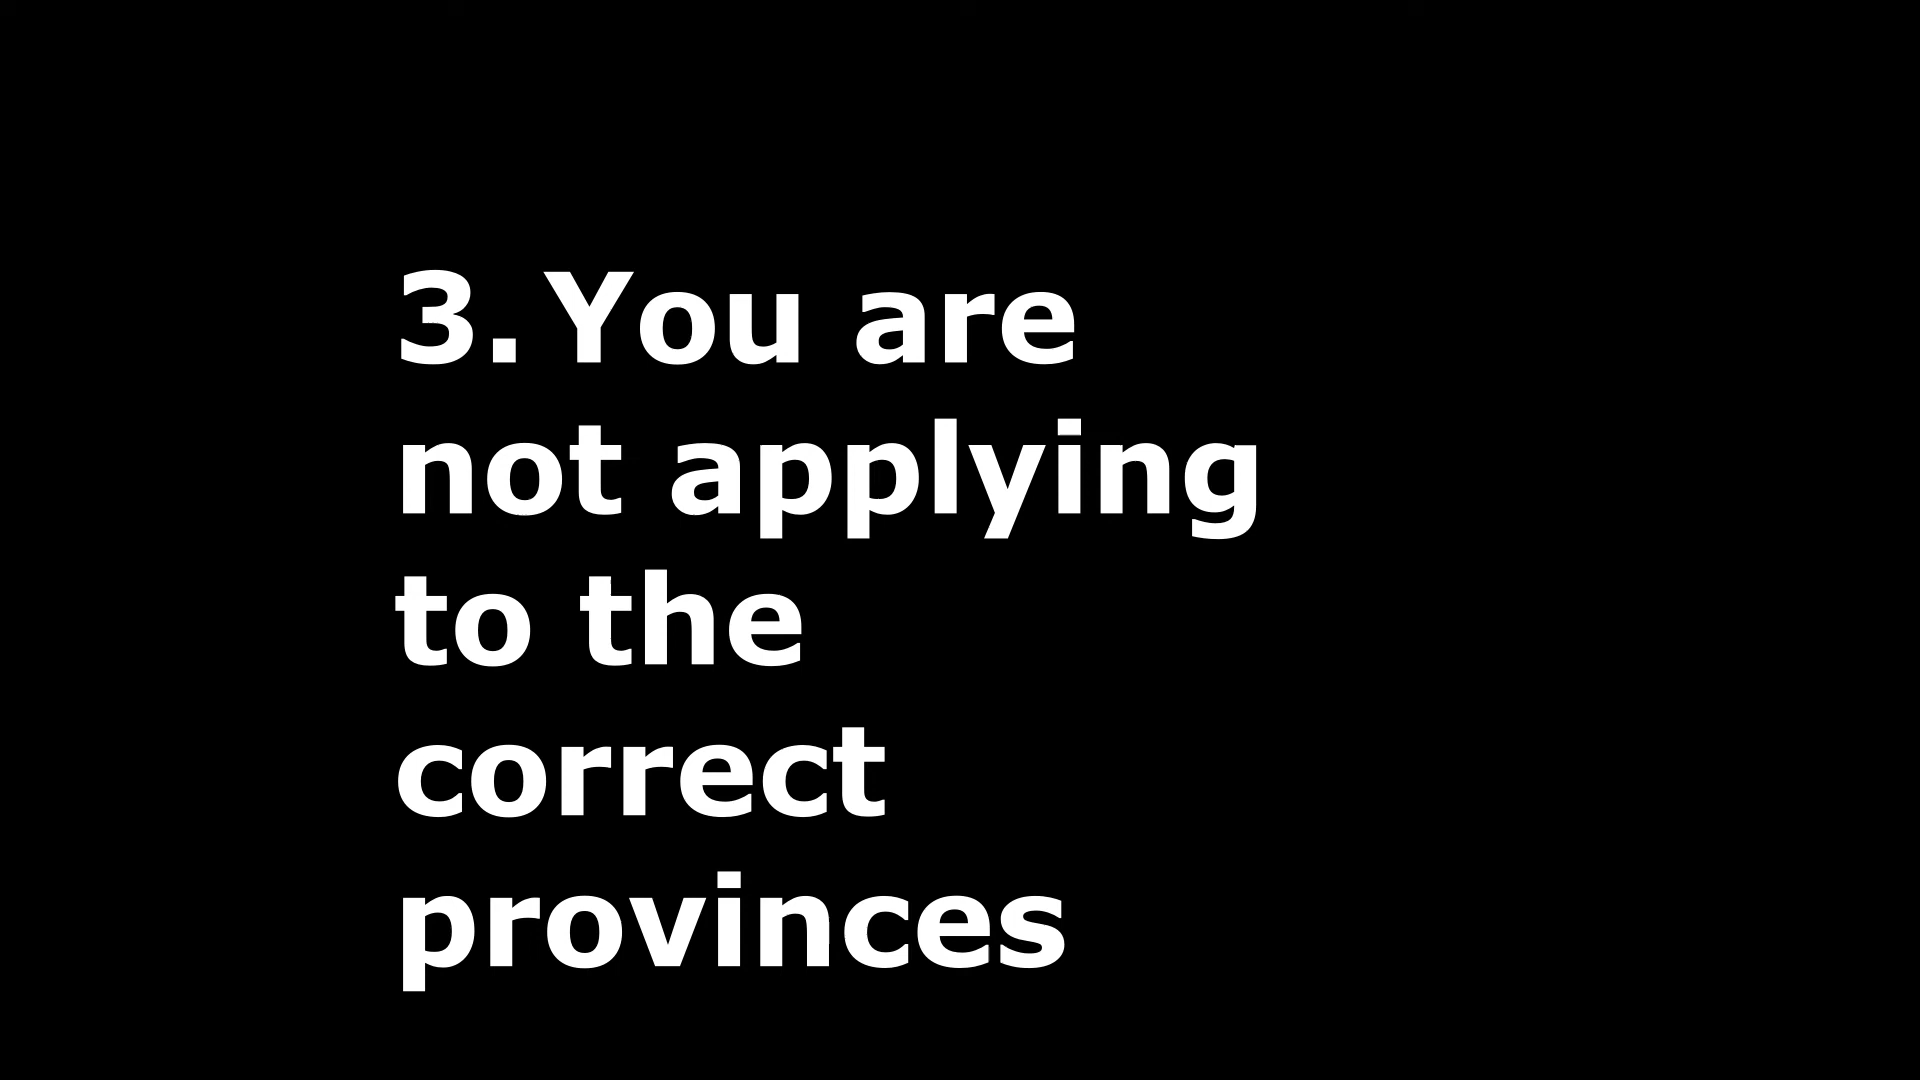 3. You are
not applying
to the
correct
provinces